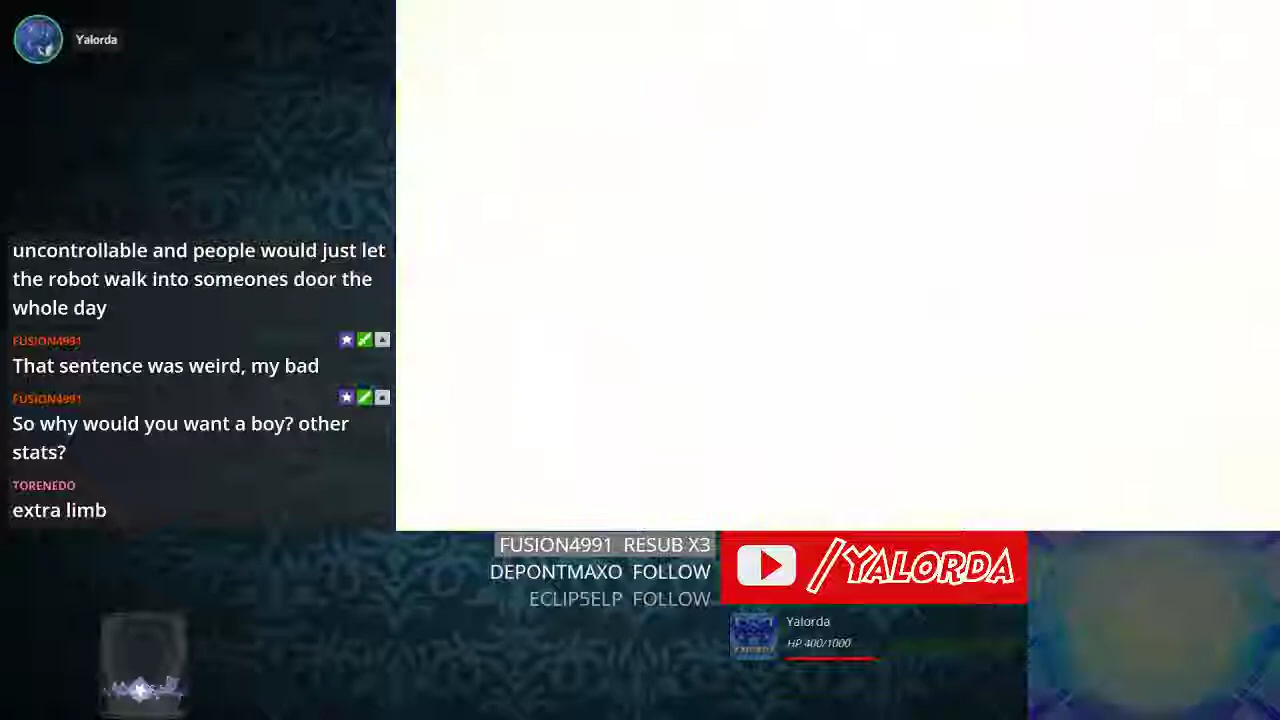 Yalorda
uncontrollable and people would just let
the robot walk into someones door the
whole day
FUSION4991
That sentence was weird, my bad
FUSION4991
So why would you want a boy? other
stats?
TORENEDO
extra limb
FUSION4991 RESUB X3
DEPONTMAXO FOLLOW
ECLIP5ELP FOLLOW
/YALORDA
Yalorda
HP 400/1000